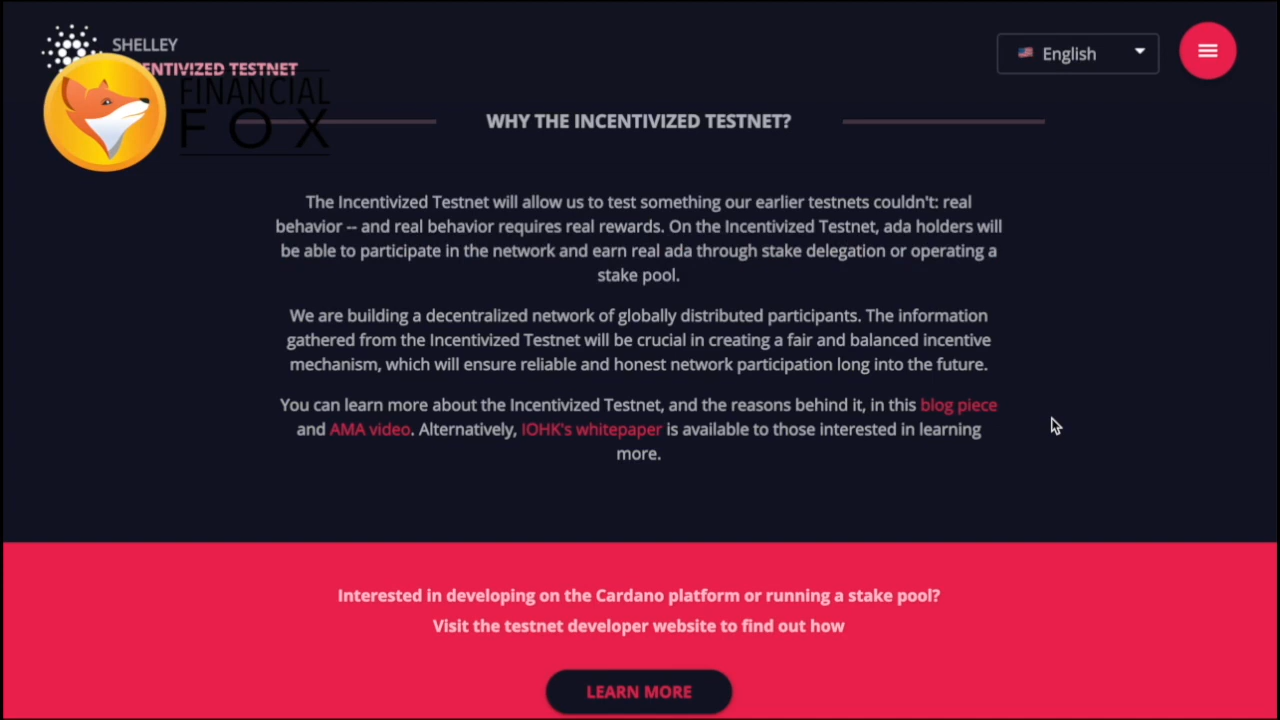 SHELLEY
ENTIVIZED TESTNET
FINANCIAL
FOX
English
WHY THE INCENTIVIZED TESTNET?
The Incentivized Testnet will allow us to test something our earlier testnets couldn't: real
behavior -- and real behavior requires real rewards. On the Incentivized Testnet, ada holders will
be able to participate in the network and earn real ada through stake delegation or operating a
stake pool.
We are building a decentralized network of globally distributed participants. The information
gathered from the Incentivized Testnet will be crucial in creating a fair and balanced incentive
mechanism, which will ensure reliable and honest network participation long into the future.
You can learn more about the Incentivized Testnet, and the reasons behind it, in this blog piece
and AMA video. Alternatively, IOHK's whitepaper is available to those interested in learning
more.
Interested in developing on the Cardano platform or running a stake pool?
Visit the testnet developer website to find out how
LEARN MORE